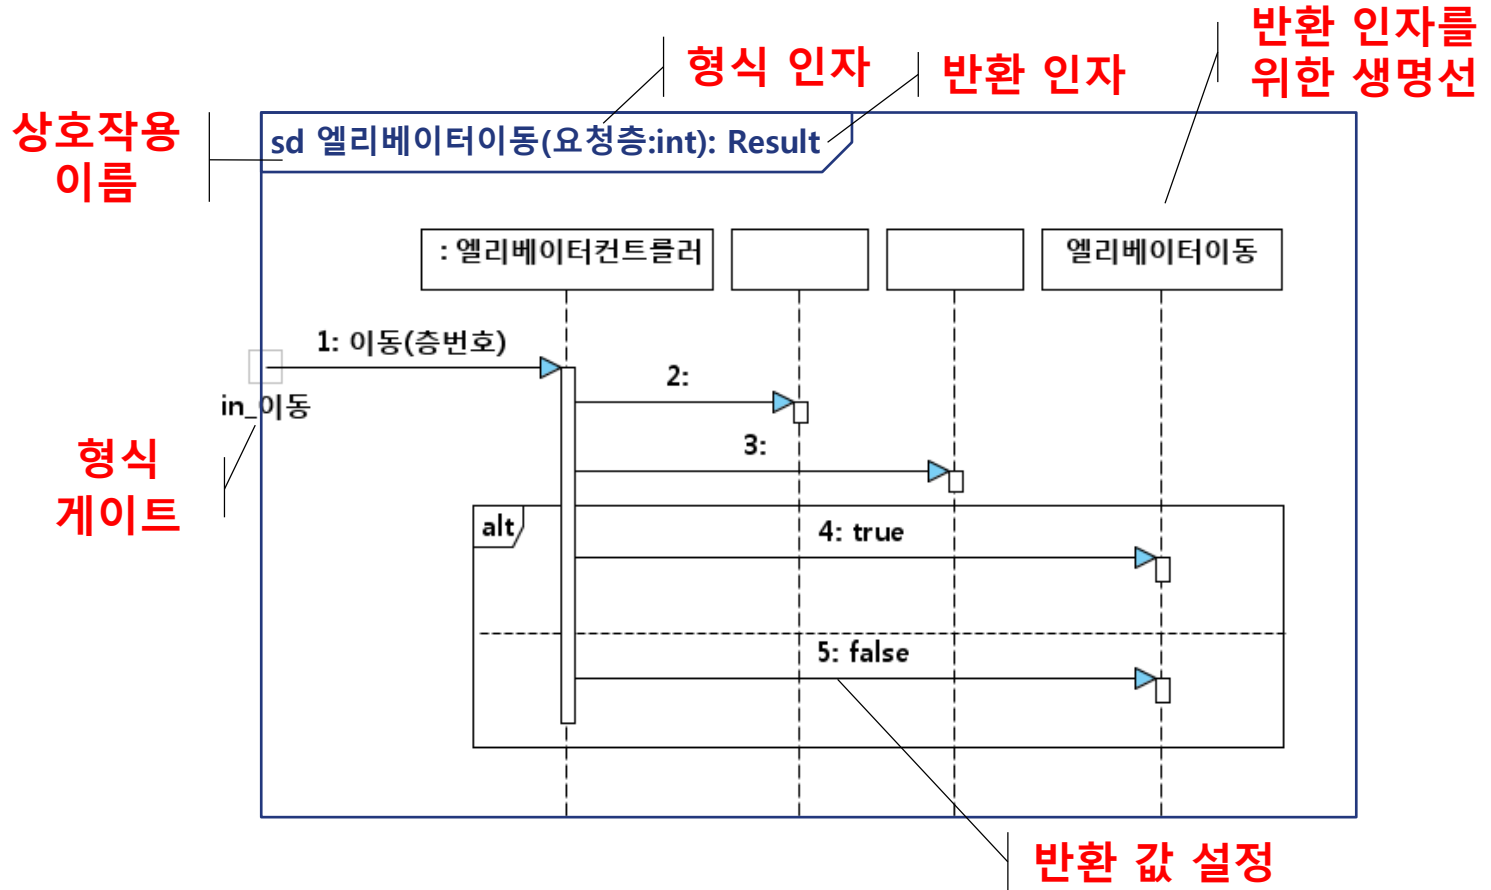 반환 인자를
위한 생명선
형식 인자
반환 인자
상호작용
이름
sd 엘리베이터이동(요청층:int): Result
: 엘리베이터컨트롤러
엘리베이터이동
1: 이동(층번호)
2:
in_이동
3:
형식
게이트
alt
4: true
5: false
반환 값 설정